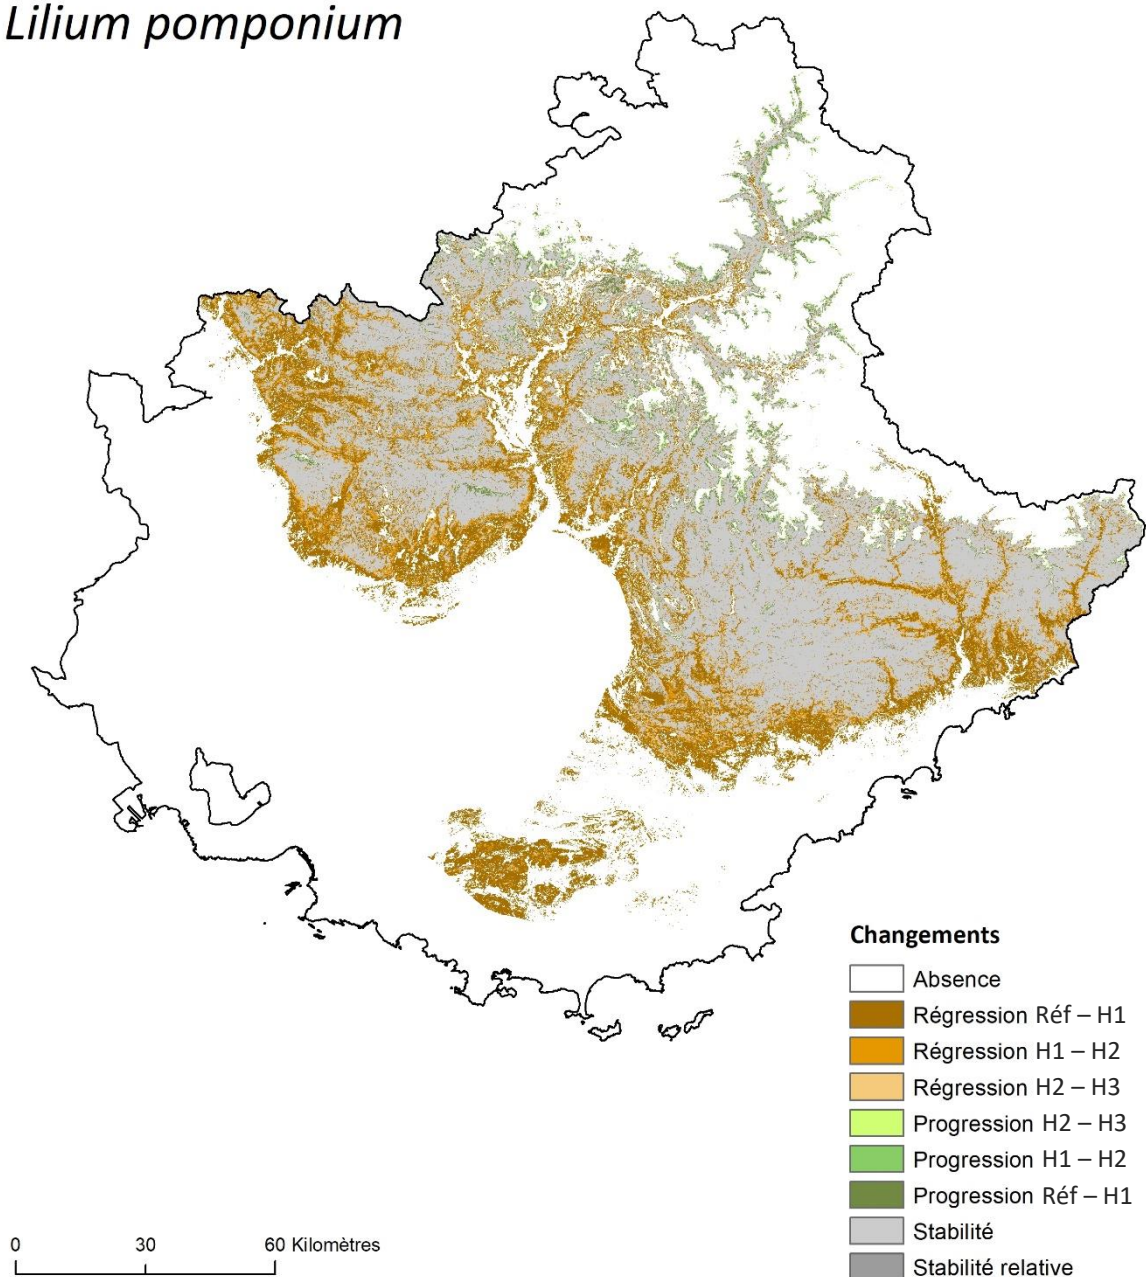 Lilium pomponium
Changements
Absence
Régression Réf – H1
Régression H1 – H2
Régression H2 – H3
Progression H2 – H3
Progression H1 – H2
Progression Réf – H1
Stabilité
Stabilité relative
0 30 60 Kilomètres